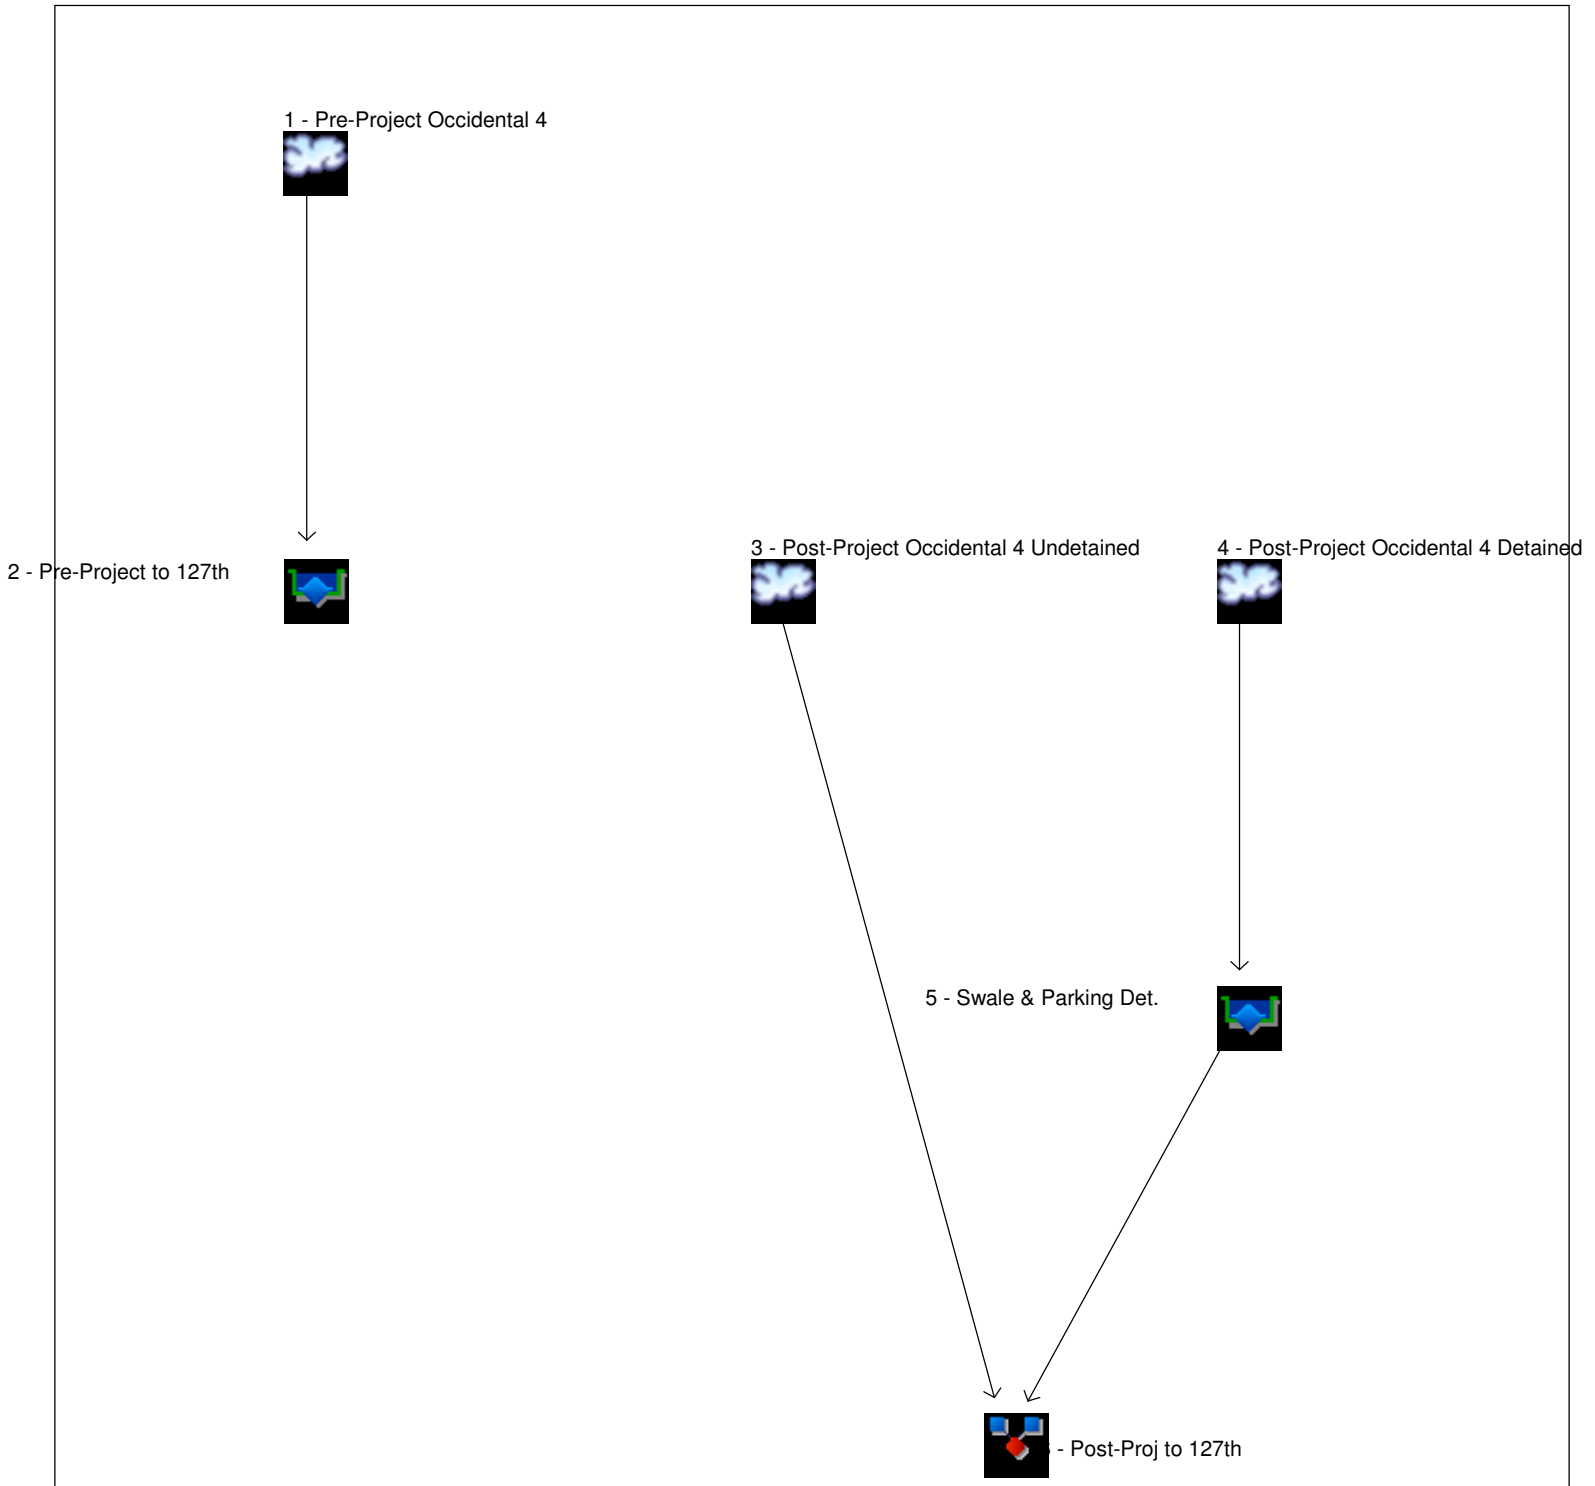 1 - Pre-Project Occidental 4
2 - Pre-Project to 127th
3 - Post-Project Occidental 4 Undetained
4 - Post-Project Occidental 4 Detained
5 - Swale & Parking Det.
- Post-Proj to 127th